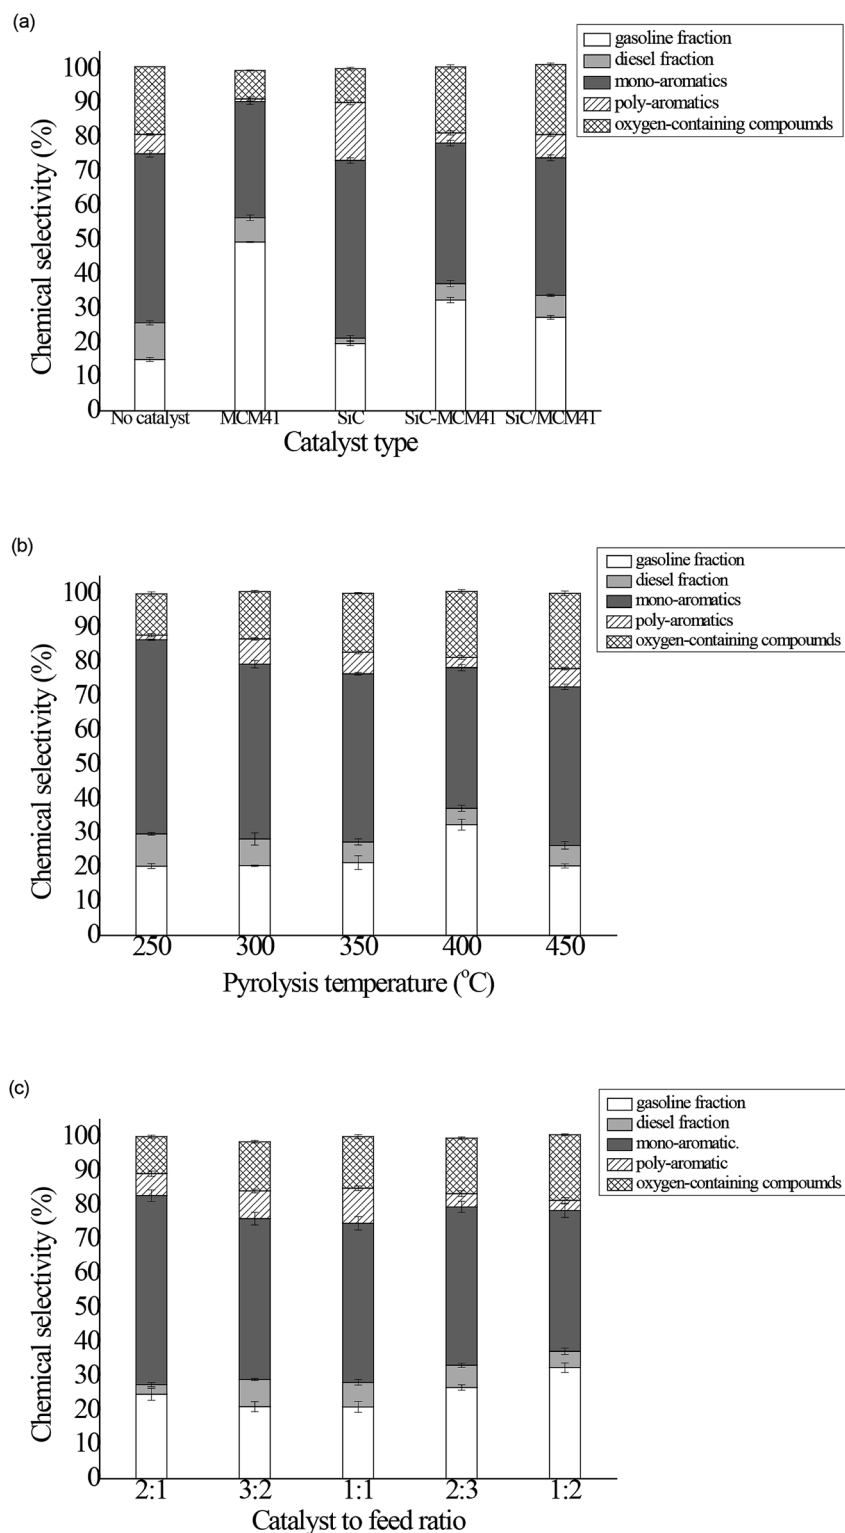 (a)
gasoline fraction
diesel fraction
mono-aromatics
poly-aromatics
oxygen-containing compoumds
Chemical selectivity (%)
100
90
80
70
60
50
40
30
20
10
0
No catalyst MCM41 SiC SiC-MCM41 SiC/MCM41
Catalyst type
(b)
gasoline fraction
diesel fraction
mono-aromatics
poly-aromatics
oxygen-containing compoumds
Chemical selectivity (%)
100
90
80
70
60
50
40
30
20
10
0
250 300 350 400 450
Pyrolysis temperature (°C)
(c)
gasoline fraction
diesel fraction
mono-aromatic.
poly-aromatic
oxygen-containing compoumds
Chemical selectivity (%)
100
90
80
70
60
50
40
30
20
10
0
2:1 3:2 1:1 2:3 1:2
Catalyst to feed ratio